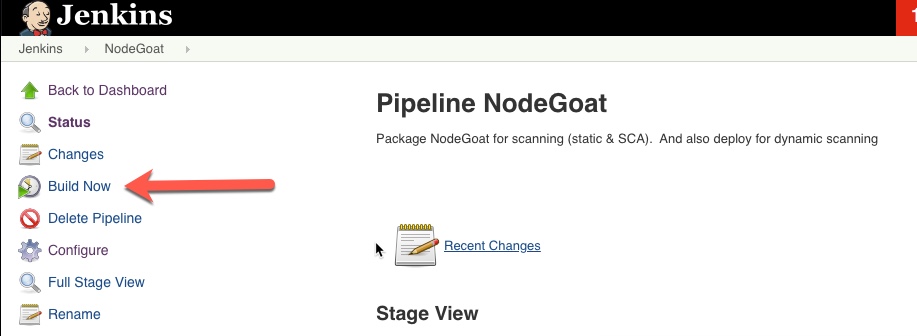 Jenkins
Jenkins NodeGoat
Back to Dashboard
Status
Changes
Build Now
Delete Pipeline
Configure
Full Stage View
Rename
Pipeline NodeGoat
Package NodeGoat for scanning (static & SCA).  And also deploy for dynamic scanning
Recent Changes
Stage View